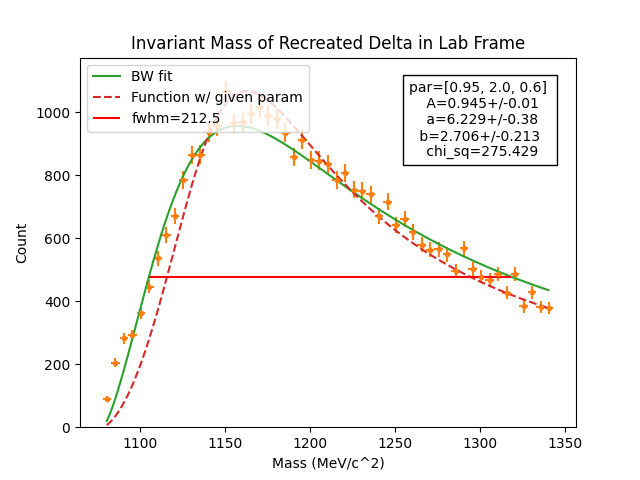 Invariant Mass of Recreated Delta in Lab Frame
BW fit
Function w/ given param
fwhm=212.5
par=[0.95, 2.0, 0.6]
A=0.945+/-0.01
a=6.229+/-0.38
b=2.706+/-0.213
chi_sq=275.429
Count
1000
800
600
400
200
0
1100
1150
1200
1250
1300
1350
Mass (MeV/c^2)